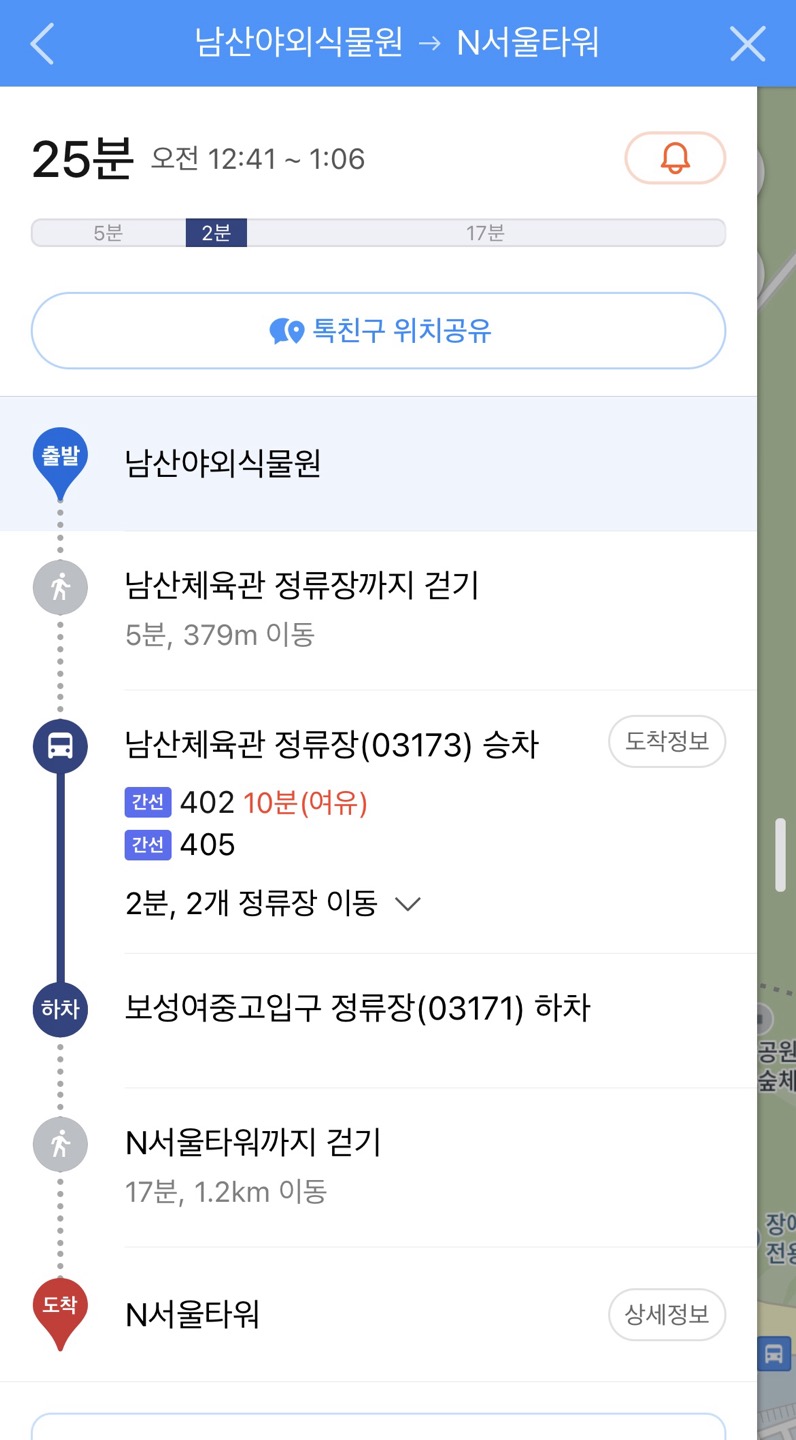 남산야외식물원 → N서울타워
25분 오전 12:41 ~ 1:06
5분 2분 17분
톡친구 위치공유
출발 남산야외식물원
남산체육관 정류장까지 걷기
5분, 379m 이동
남산체육관 정류장(03173) 승차 도착정보
간선 402 10분(여유)
간선 405
2분, 2개 정류장 이동
하차 보성여중고입구 정류장(03171) 하차
공원
숲체
N서울타워까지 걷기
17분, 1.2km 이동
장애
전용
도착 N서울타워 상세정보